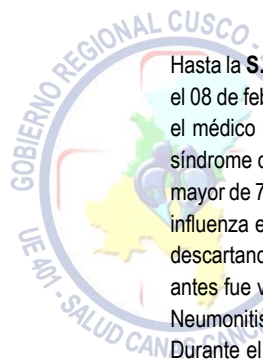 GOBIERNO REGIONAL CUSCO
Hasta la S.
el 08 de feb
el médico
síndrome d
mayor de 7
influenza e
descartand
antes fue v
Neumonitis
Durante el
UE 401 - SALUD CANAS